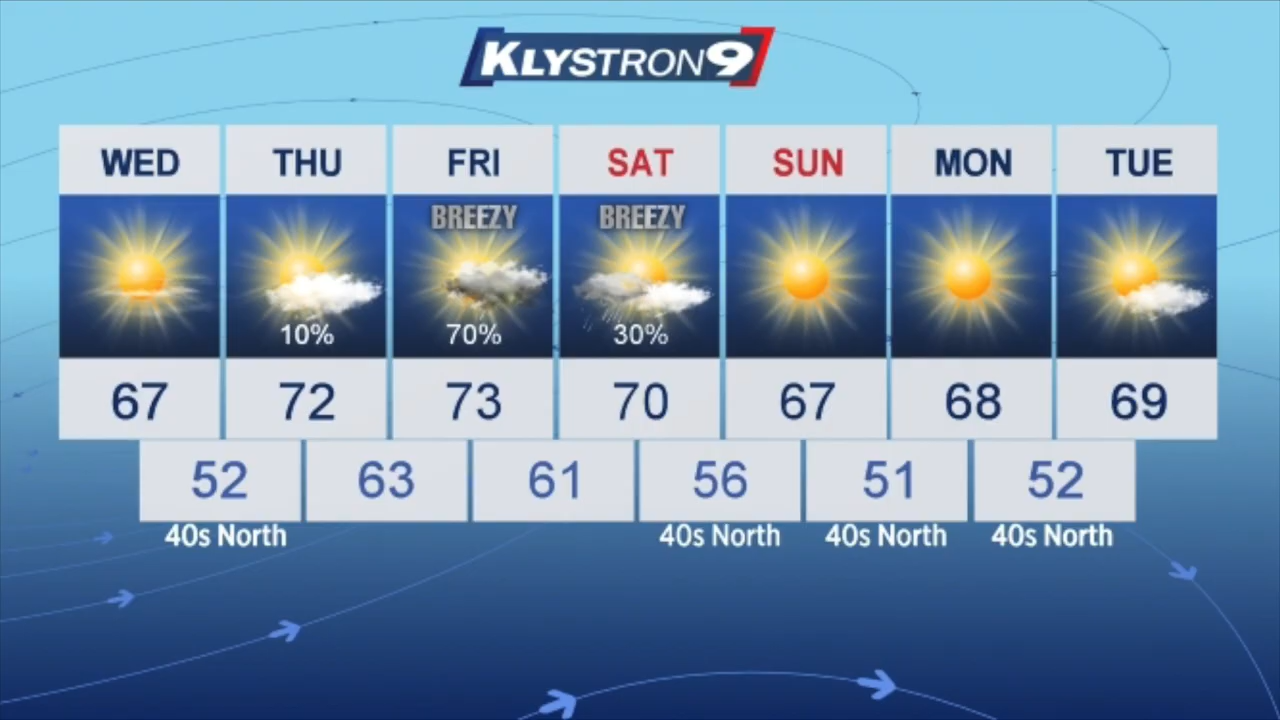 KLYSTRON9
WED THU FRI SAT SUN MON TUE
BREEZY BREEZY
10% 70% 30%
67 72 73 70 67 68 69
52 63 61 56 51 52
40s North 40s North 40s North 40s North